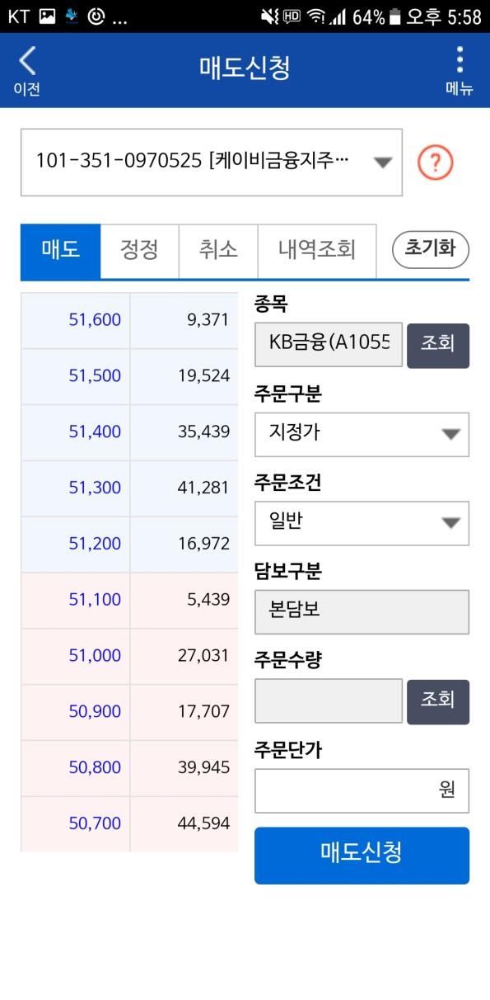 KT ... HD 64% 오후 5:58
이전 매도신청 메뉴
101-351-0970525 [케이비금융지주… ?
매도 정정 취소 내역조회 초기화
51,600 9,371
51,500 19,524
51,400 35,439
51,300 41,281
51,200 16,972
51,100 5,439
51,000 27,031
50,900 17,707
50,800 39,945
50,700 44,594
종목
KB금융(A1055 조회
주문구분
지정가
주문조건
일반
담보구분
본담보
주문수량
조회
주문단가
원
매도신청